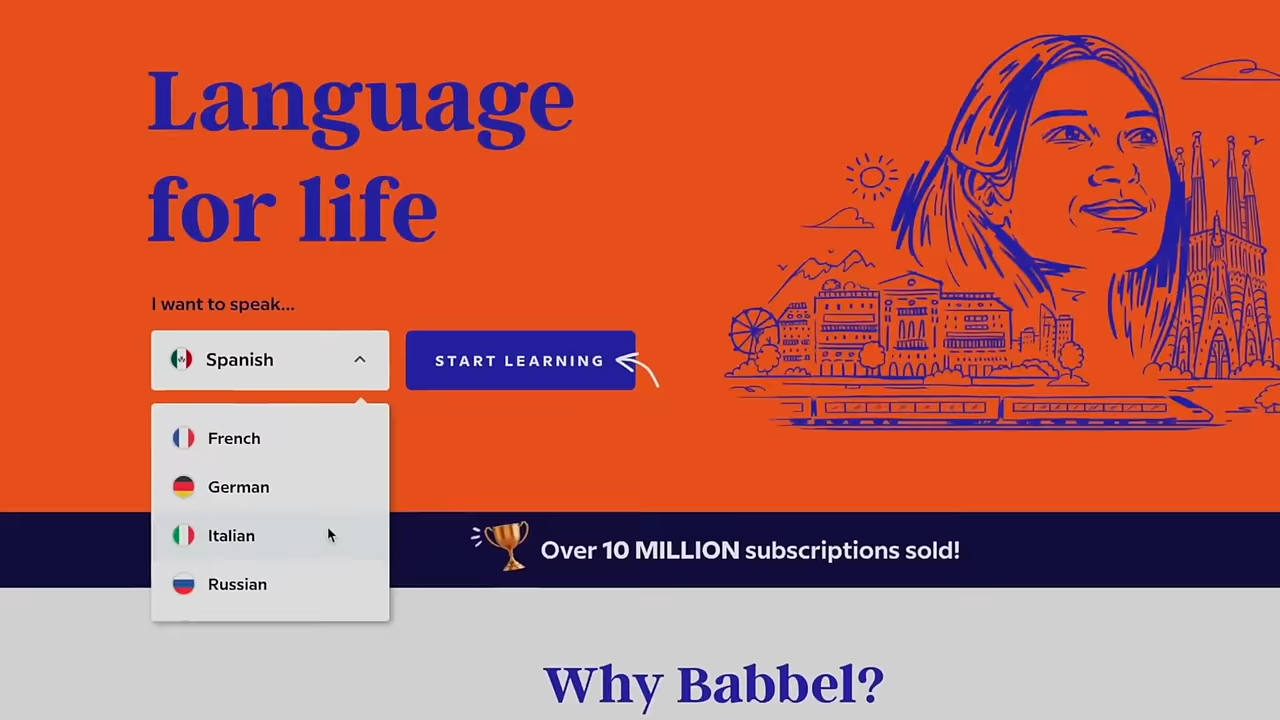 Language
for life
I want to speak...
Spanish
START LEARNING
French
German
Italian
Russian
Over 10 MILLION subscriptions sold!
Why Babbel?